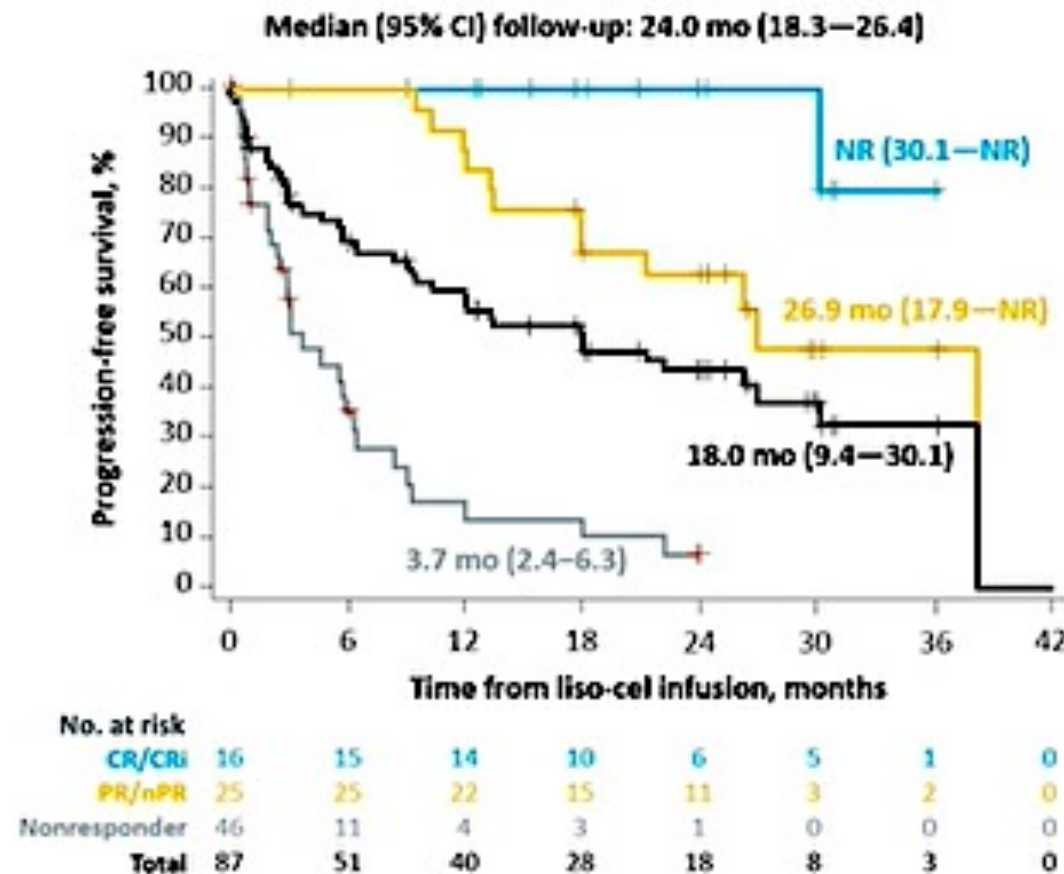 Median (95% CI) follow-up: 24.0 mo (18.3—26.4)
Progression-free survival, %
100
90
80
70
60
50
40
30
20
10
0
NR (30.1—NR)
26.9 mo (17.9—NR)
18.0 mo (9.4—30.1)
3.7 mo (2.4–6.3)
0 6 12 18 24 30 36 42
Time from liso-cel infusion, months
No. at risk
CR/CRi 16 15 14 10 6 5 1 0
PR/nPR 25 25 22 15 11 3 2 0
Nonresponder 46 11 4 3 1 0 0 0
Total 87 51 40 28 18 8 3 0